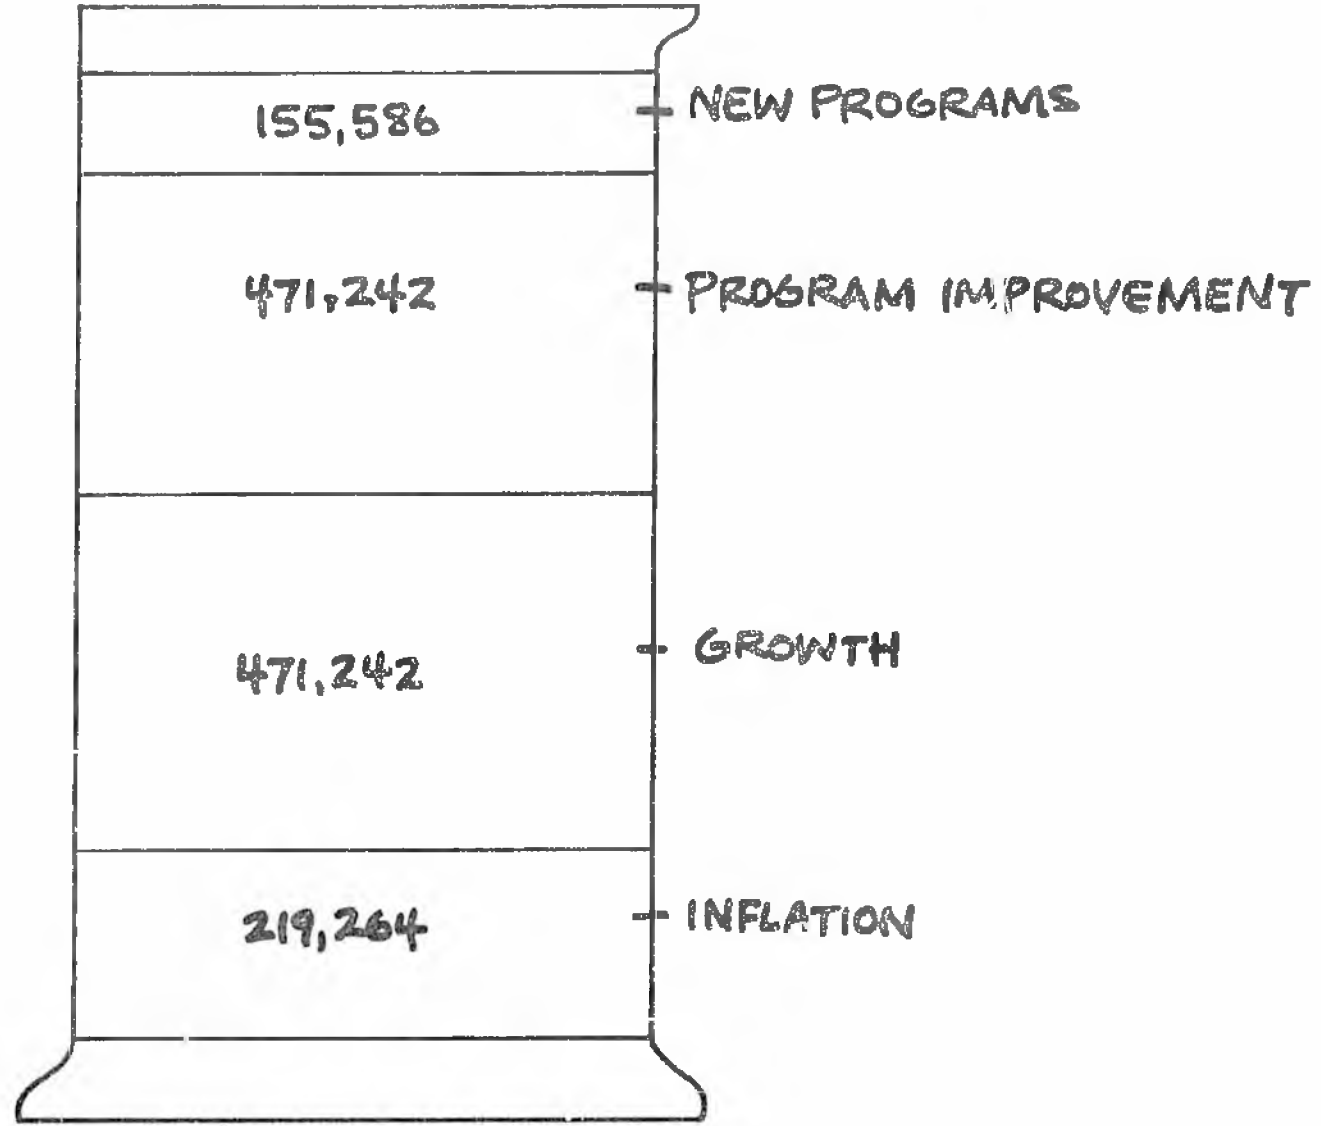 155,586 NEW PROGRAMS
471,242 PROGRAM IMPROVEMENT
471,242 GROWTH
219,264 INFLATION